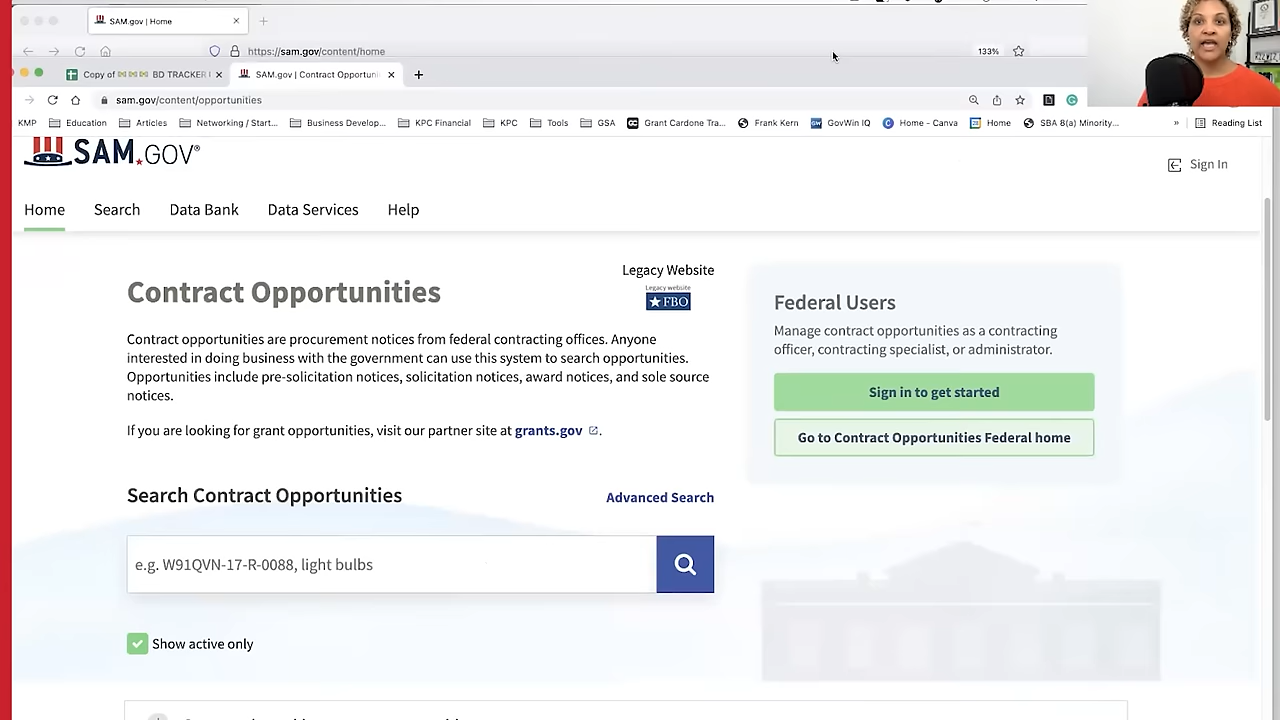 SAM.gov | Home
https://sam.gov/content/home
133%
Copy of BD TRACKER
SAM.gov | Contract Opportuni
sam.gov/content/opportunities
KMP Education Articles Networking / Start... Business Develop... KPC Financial KPC Tools GSA Grant Cardone Tra... Frank Kern GovWin IQ Home - Canva Home SBA 8(a) Minority... » Reading List
SAM.GOV®
Sign In
Home Search Data Bank Data Services Help
Contract Opportunities
Legacy Website
Legacy website
FBO
Contract opportunities are procurement notices from federal contracting offices. Anyone
interested in doing business with the government can use this system to search opportunities.
Opportunities include pre-solicitation notices, solicitation notices, award notices, and sole source
notices.
If you are looking for grant opportunities, visit our partner site at grants.gov.
Federal Users
Manage contract opportunities as a contracting
officer, contracting specialist, or administrator.
Sign in to get started
Go to Contract Opportunities Federal home
Search Contract Opportunities
Advanced Search
e.g. W91QVN-17-R-0088, light bulbs
Show active only